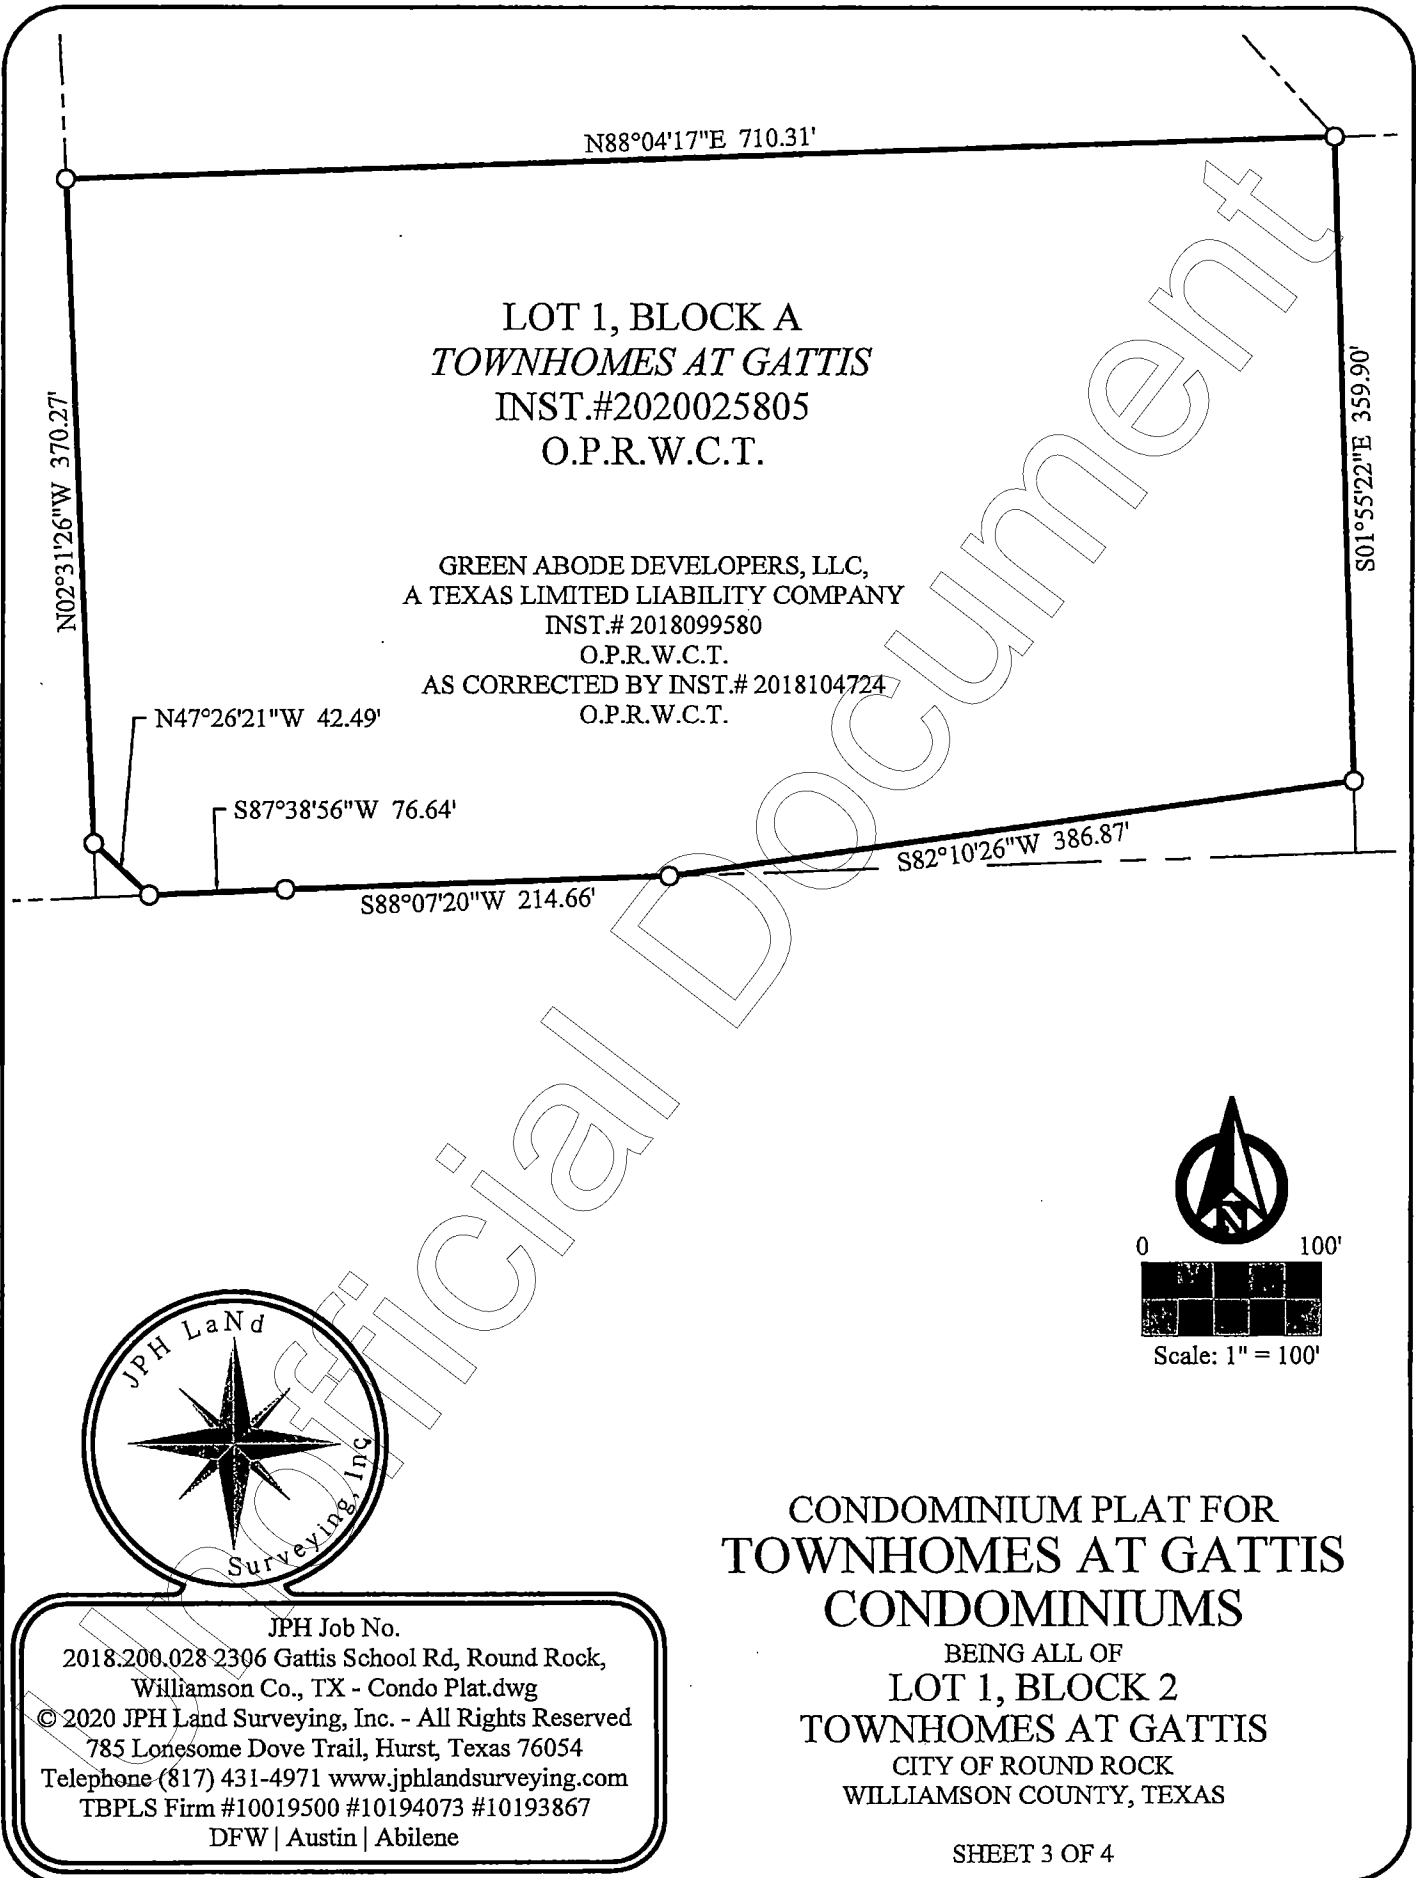 N88°04'17"E 710.31'
LOT 1, BLOCK A
TOWNHOMES AT GATTIS
INST.#2020025805
O.P.R.W.C.T.
N02°31'26"W 370.27'
S01°55'22"E 359.90'
GREEN ABODE DEVELOPERS, LLC,
A TEXAS LIMITED LIABILITY COMPANY
INST.# 2018099580
O.P.R.W.C.T.
AS CORRECTED BY INST.# 2018104724
O.P.R.W.C.T.
N47°26'21"W 42.49'
S87°38'56"W 76.64'
S82°10'26"W 386.87'
S88°07'20"W 214.66'
Unofficial Document
N
0 100'
Scale: 1" = 100'
JPH LaNd
Surveying, Inc
JPH Job No.
2018.200.028 2306 Gattis School Rd, Round Rock,
Williamson Co., TX - Condo Plat.dwg
© 2020 JPH Land Surveying, Inc. - All Rights Reserved
785 Lonesome Dove Trail, Hurst, Texas 76054
Telephone (817) 431-4971 www.jphlandsurveying.com
TBPLS Firm #10019500 #10194073 #10193867
DFW | Austin | Abilene
CONDOMINIUM PLAT FOR
TOWNHOMES AT GATTIS
CONDOMINIUMS
BEING ALL OF
LOT 1, BLOCK 2
TOWNHOMES AT GATTIS
CITY OF ROUND ROCK
WILLIAMSON COUNTY, TEXAS
SHEET 3 OF 4